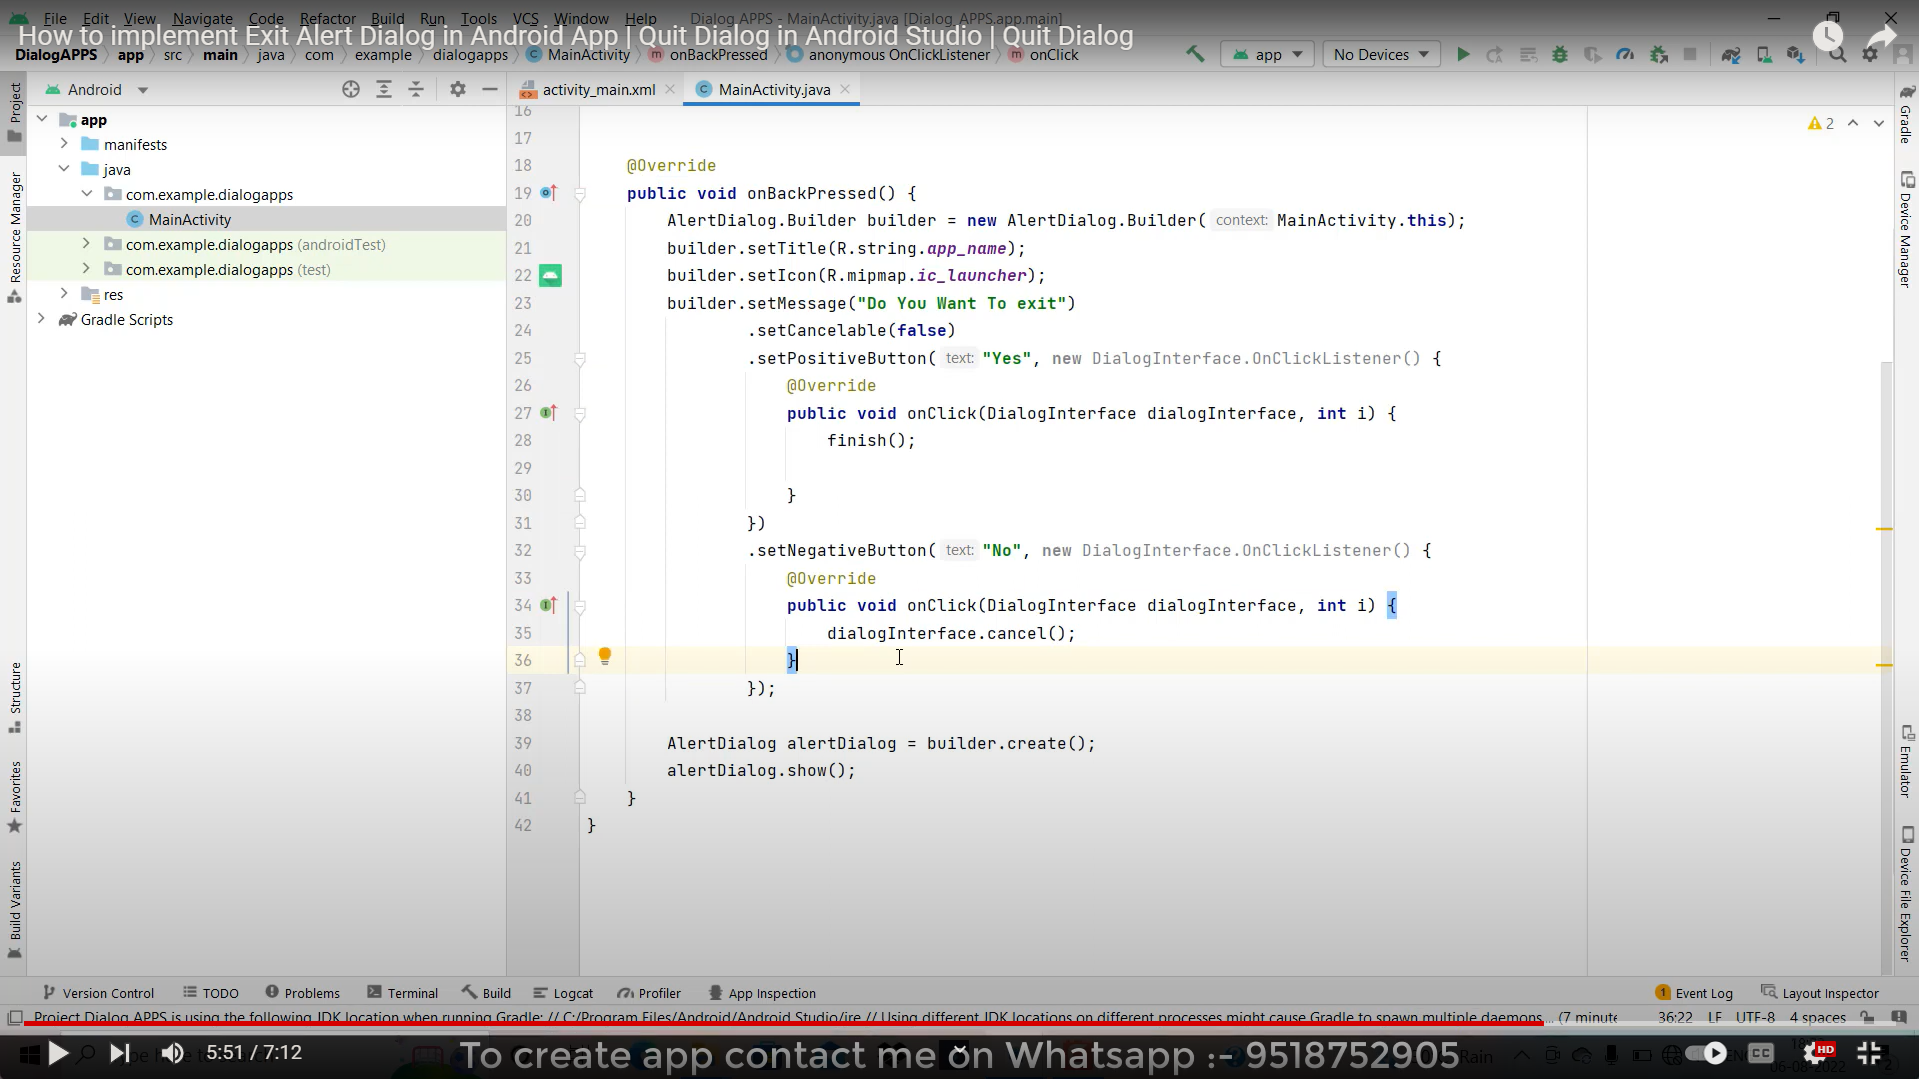 File Edit View Navigate Code Refactor Build Run Tools VCS Window Help Dialog.APPS - MainActivity.java [Dialog_APPS.app.main]
How to implement Exit Alert Dialog in Android App | Quit Dialog in Android Studio | Quit Dialog
DialogAPPS app src main java com example dialogapps MainActivity onBackPressed anonymous OnClickListener onClick app No Devices
Android
activity_main.xml MainActivity.java
Project
Resource Manager
Structure
Favorites
Build Variants
app
manifests
java
com.example.dialogapps
MainActivity
com.example.dialogapps (androidTest)
com.example.dialogapps (test)
res
Gradle Scripts
2
16
17
18 @Override
19 public void onBackPressed() {
20 AlertDialog.Builder builder = new AlertDialog.Builder( context: MainActivity.this);
21 builder.setTitle(R.string.app_name);
22 builder.setIcon(R.mipmap.ic_launcher);
23 builder.setMessage("Do You Want To exit")
24 .setCancelable(false)
25 .setPositiveButton( text: "Yes", new DialogInterface.OnClickListener() {
26 @Override
27 public void onClick(DialogInterface dialogInterface, int i) {
28 finish();
29
30 }
31 })
32 .setNegativeButton( text: "No", new DialogInterface.OnClickListener() {
33 @Override
34 public void onClick(DialogInterface dialogInterface, int i) {
35 dialogInterface.cancel();
36 }
37 });
38
39 AlertDialog alertDialog = builder.create();
40 alertDialog.show();
41 }
42 }
Gradle
Device Manager
Emulator
Device File Explorer
Version Control TODO Problems Terminal Build Logcat Profiler App Inspection 1 Event Log Layout Inspector
Project Dialog APPS is using the following JDK location when running Gradle: // C:/Program Files/Android/Android Studio/jre // Using different JDK locations on different processes might cause Gradle to spawn multiple daemons... (7 minute 36:22 LF UTF-8 4 spaces
5:51 / 7:12 To create app contact me on Whatsapp :- 9518752905 Rain CC HD
06-08-2022